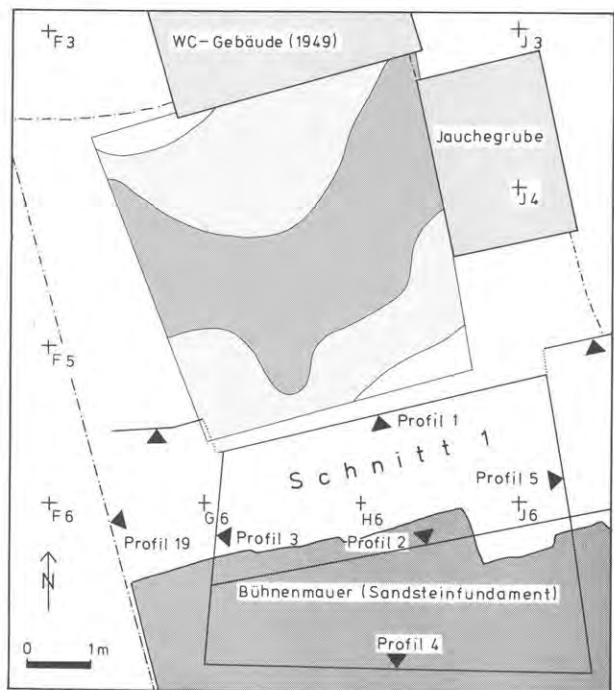 F3
WC-Gebäude (1949)
J3
Jauchegrube
J4
F5
Profil 1
Schnitt 1
Profil 5
F6
G6
H6
J6
Profil 19
Profil 3
Profil 2
N
Bühnenmauer (Sandsteinfundament)
0 1m
Profil 4